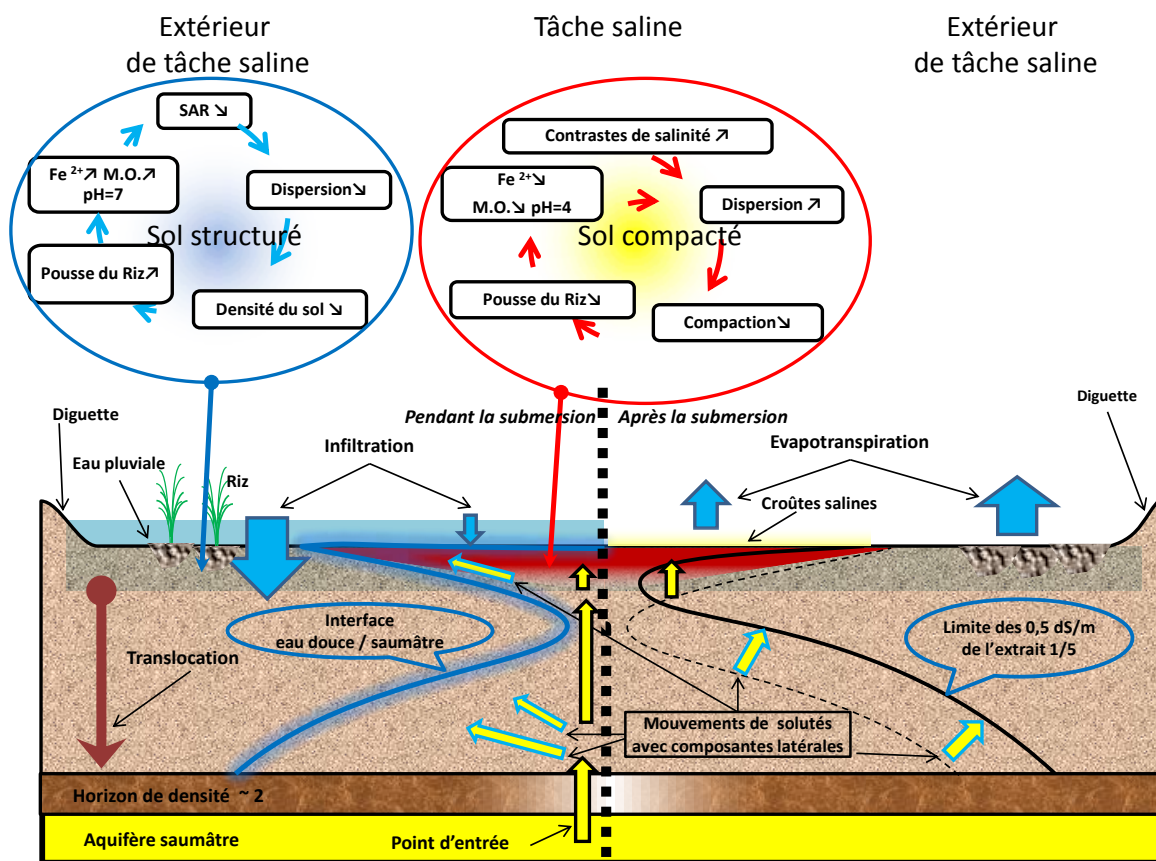 Extérieur
de tâche saline
Tâche saline
Extérieur
de tâche saline
SAR ↘
Fe 2+↗ M.O.↗
pH=7
Dispersion↘
Sol structuré
Pousse du Riz↗
Densité du sol ↘
Contrastes de salinité ↗
Fe 2+↘
M.O.↘ pH=4
Dispersion ↗
Sol compacté
Pousse du Riz↘
Compaction↘
Diguette
Pendant la submersion
Après la submersion
Diguette
Eau pluviale
Riz
Infiltration
Evapotranspiration
Croûtes salines
Interface
eau douce / saumâtre
Limite des 0,5 dS/m
de l'extrait 1/5
Translocation
Mouvements de solutés
avec composantes latérales
Horizon de densité ~ 2
Aquifère saumâtre
Point d'entrée